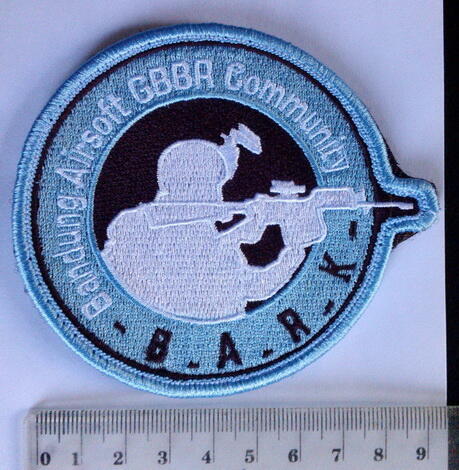 Bandung Airsoft GBBR Community
- B . A . R . K -
0 1 2 3 4 5 6 7 8 9